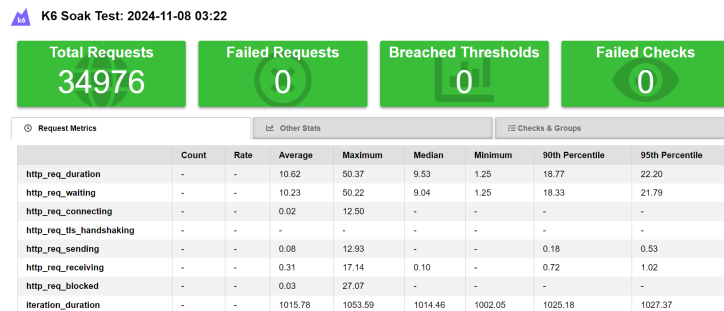 k6 K6 Soak Test: 2024-11-08 03:22
Total Requests Failed Requests Breached Thresholds Failed Checks
34976 0 0 0
Request Metrics Other Stats Checks & Groups
Count Rate Average Maximum Median Minimum 90th Percentile 95th Percentile
http_req_duration - - 10.62 50.37 9.53 1.25 18.77 22.20
http_req_waiting - - 10.23 50.22 9.04 1.25 18.33 21.79
http_req_connecting - - 0.02 12.50 - - - -
http_req_tls_handshaking - - - - - - - -
http_req_sending - - 0.08 12.93 - - 0.18 0.53
http_req_receiving - - 0.31 17.14 0.10 - 0.72 1.02
http_req_blocked - - 0.03 27.07 - - - -
iteration_duration - - 1015.78 1053.59 1014.46 1002.05 1025.18 1027.37